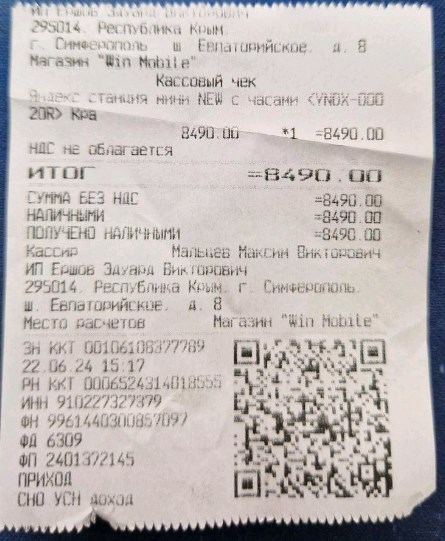 ИП Ершов Эдуард Викторович
295014. Республика Крым.
г. Симферополь ш Евпаторийское. д. 8
Магазин "Win Mobile"
Кассовый чек
Яндекс станция мини NEW с часами <YNDX-000
20R> Кра
8490.00 *1 =8490.00
НДС не облагается
ИТОГ =8490.00
СУММА БЕЗ НДС =8490.00
НАЛИЧНЫМИ =8490.00
ПОЛУЧЕНО НАЛИЧНЫМИ =8490.00
Кассир Мальцев Максим Викторович
ИП Ершов Эдуард Викторович
295014. Республика Крым. г. Симферополь.
ш. Евпаторийское. д. 8
Место расчетов Магазин "Win Mobile"
ЗН ККТ 00106108377789
22.06.24 15:17
РН ККТ 0006524314018555
ИНН 910227327379
ФН 9961440300857097
ФД 6309
ФП 2401372145
ПРИХОД
СНО УСН доход